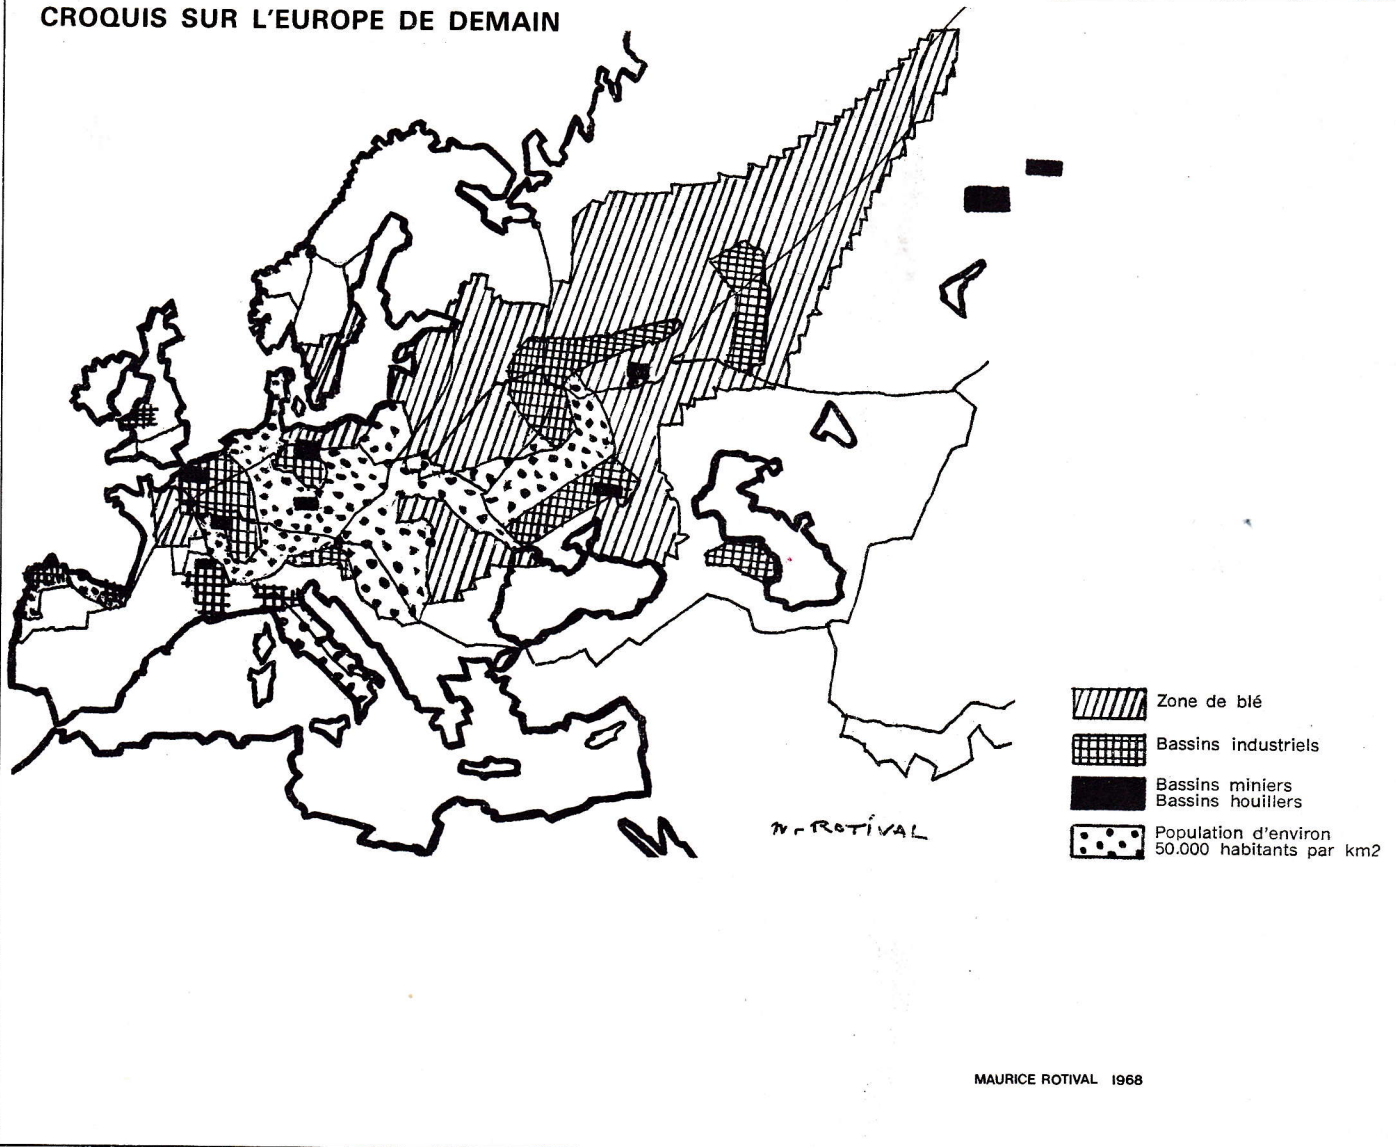 CROQUIS SUR L'EUROPE DE DEMAIN
Zone de blé
Bassins industriels
Bassins miniers
Bassins houillers
Population d'environ
50.000 habitants par km2
M-ROTIVAL
MAURICE ROTIVAL 1968